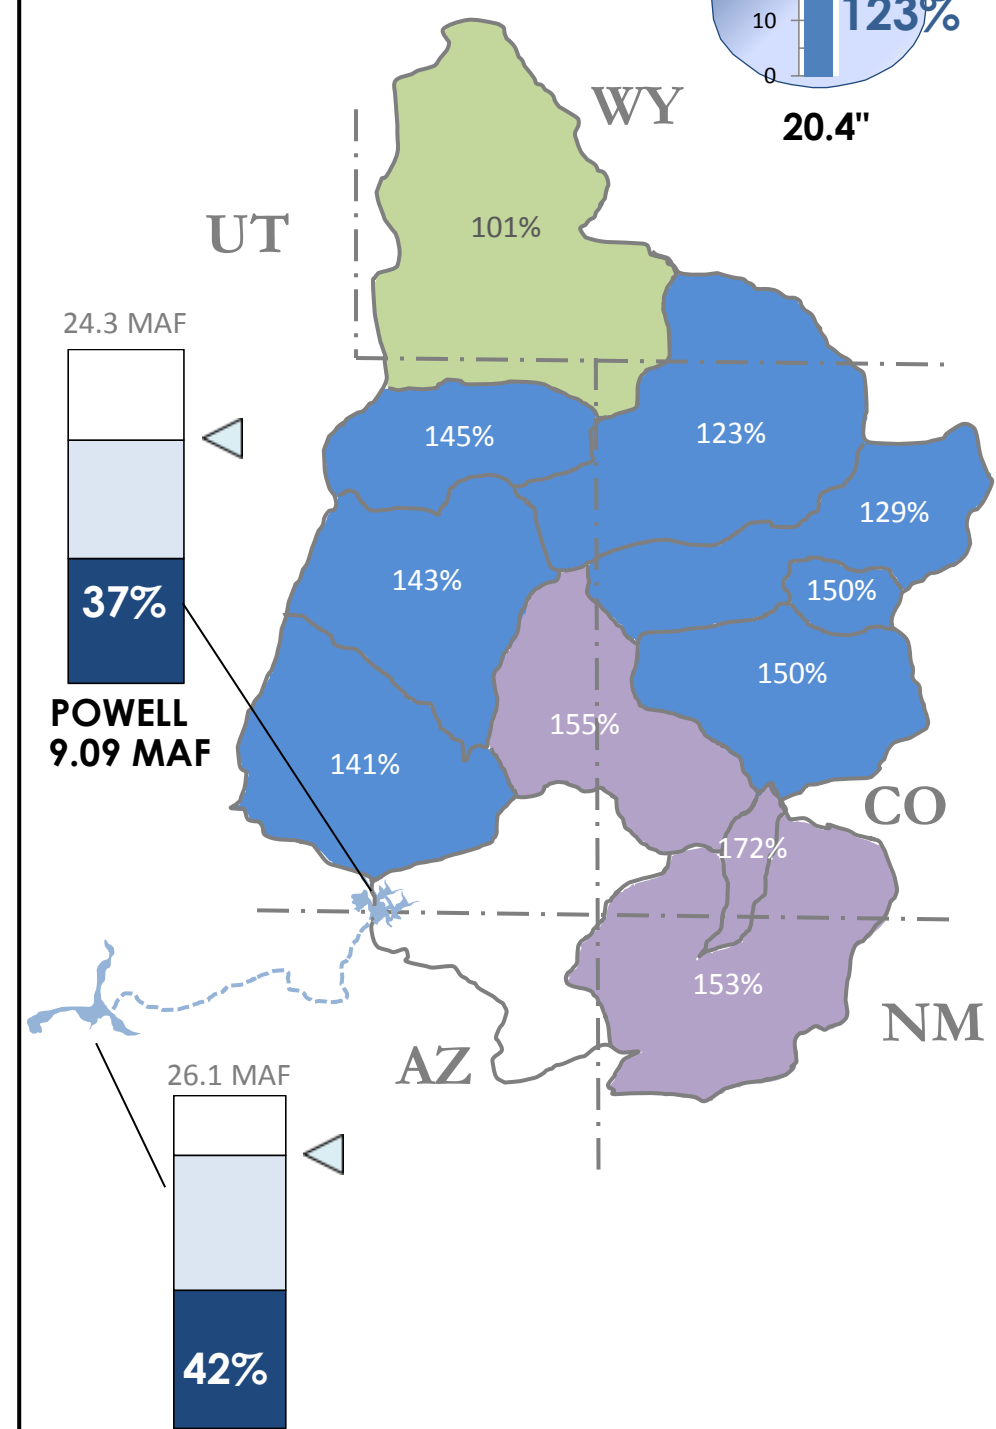 10
123%
0
20.4"
WY
UT
101%
24.3 MAF
145%
123%
129%
143%
150%
37%
150%
POWELL
9.09 MAF
155%
141%
CO
172%
153%
NM
AZ
26.1 MAF
42%